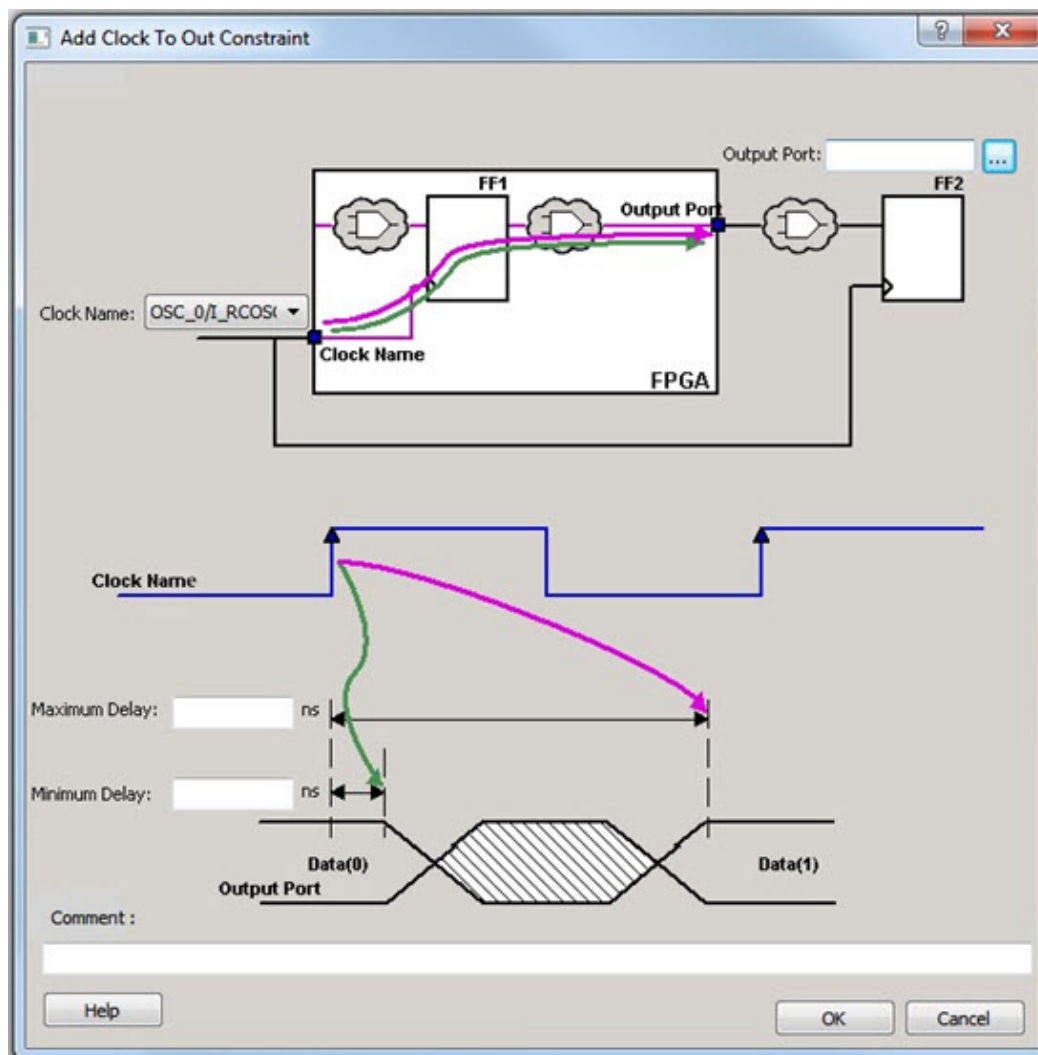 Add Clock To Out Constraint
Output Port:
...
FF1
FF2
Output Port
Clock Name: OSC_0/I_RCOSC
Clock Name
FPGA
Clock Name
Maximum Delay: ns
Minimum Delay: ns
Data(0)
Data(1)
Output Port
Comment :
Help
OK
Cancel